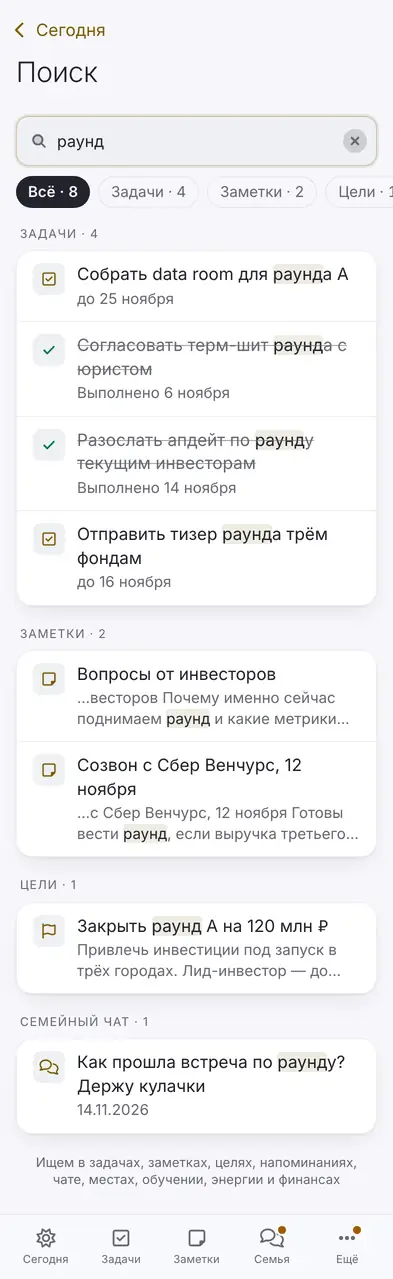 Сегодня
Поиск
раунд
Всё · 8
Задачи · 4
Заметки · 2
Цели · 1
ЗАДАЧИ · 4
Собрать data room для раунда А
до 25 ноября
Согласовать терм-шит раунда с
юристом
Выполнено 6 ноября
Разослать апдейт по раунду
текущим инвесторам
Выполнено 14 ноября
Отправить тизер раунда трём
фондам
до 16 ноября
ЗАМЕТКИ · 2
Вопросы от инвесторов
...весторов Почему именно сейчас
поднимаем раунд и какие метрики...
Созвон с Сбер Венчурс, 12
ноября
...с Сбер Венчурс, 12 ноября Готовы
вести раунд, если выручка третьего...
ЦЕЛИ · 1
Закрыть раунд А на 120 млн ₽
Привлечь инвестиции под запуск в
трёх городах. Лид-инвестор — до...
СЕМЕЙНЫЙ ЧАТ · 1
Как прошла встреча по раунду?
Держу кулачки
14.11.2026
Ищем в задачах, заметках, целях, напоминаниях,
чате, местах, обучении, энергии и финансах
Сегодня
Задачи
Заметки
Семья
Ещё